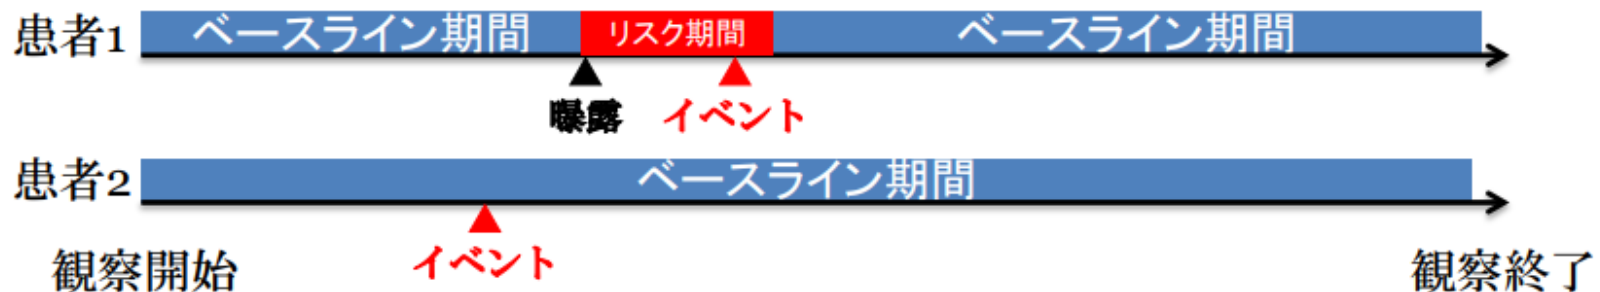 患者1 ベースライン期間 リスク期間 ベースライン期間
曝露 イベント
患者2 ベースライン期間
イベント
観察開始 観察終了